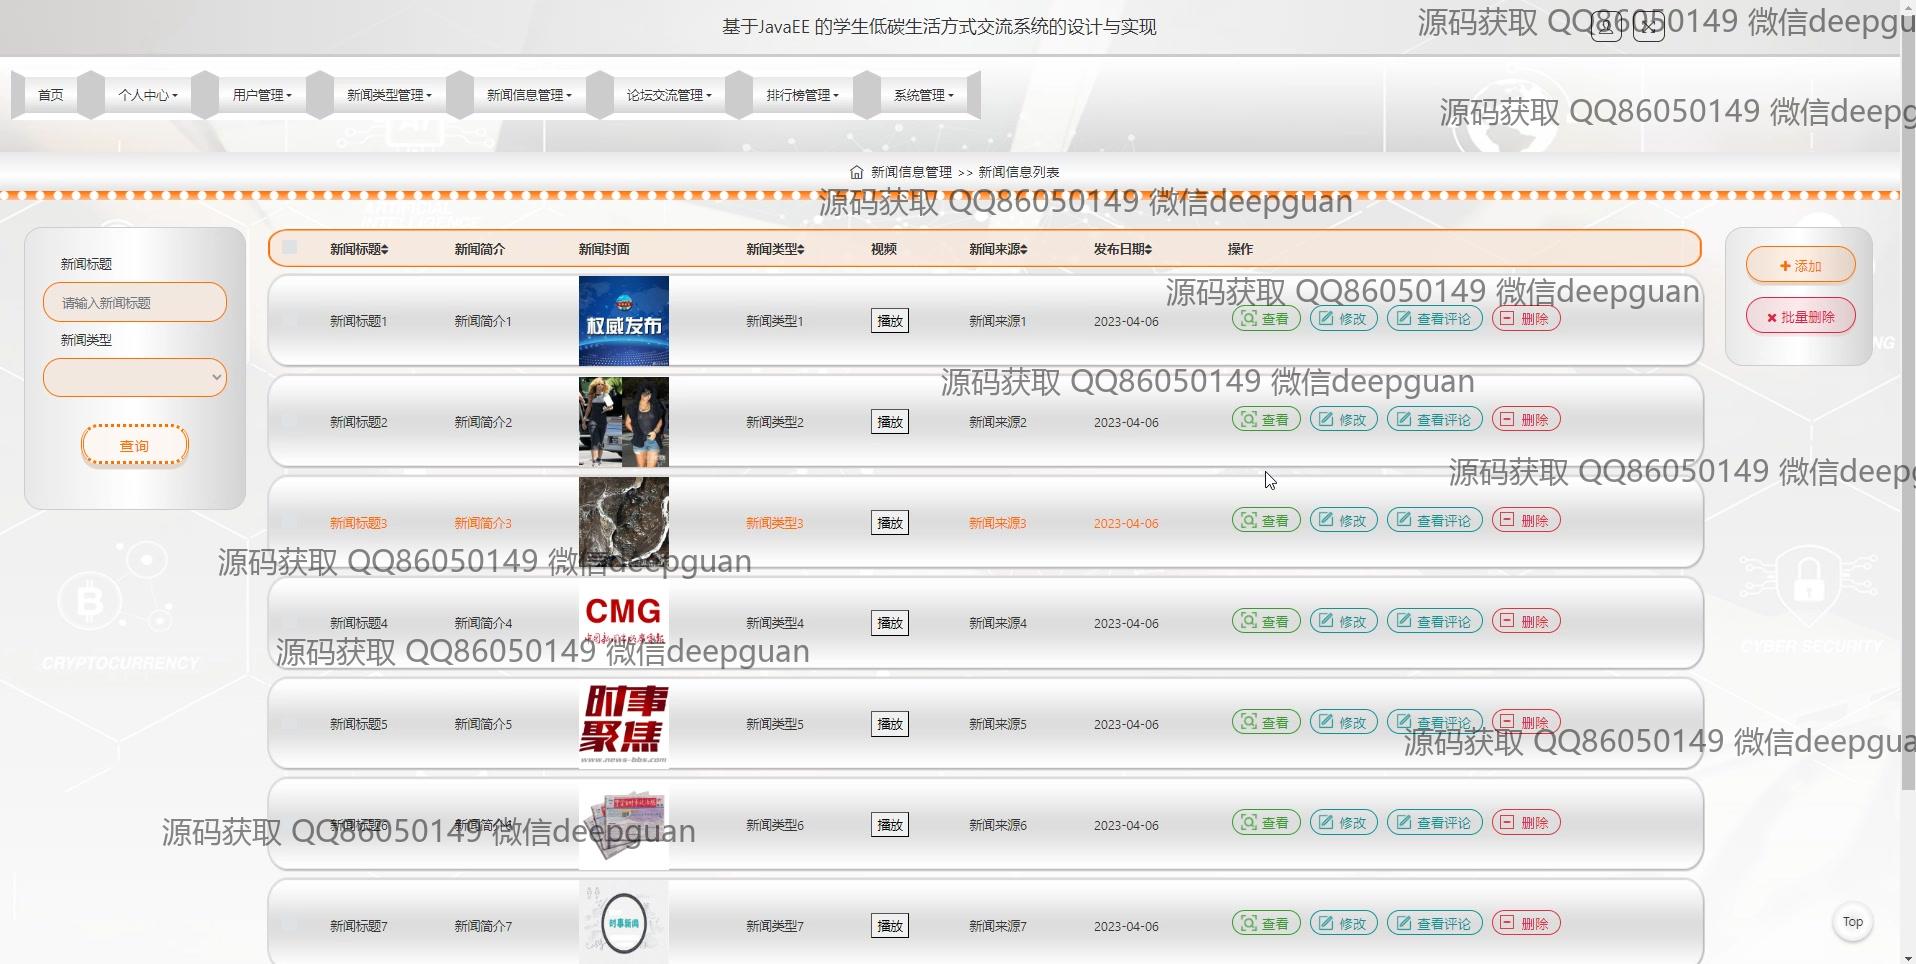 基于JavaEE 的学生低碳生活方式交流系统的设计与实现
源码获取 QQ86050149 微信deepgu
首页 个人中心 用户管理 新闻类型管理 新闻信息管理 论坛交流管理 排行榜管理 系统管理
源码获取 QQ86050149 微信deepg
新闻信息管理 >> 新闻信息列表
源码获取 QQ86050149 微信deepguan
ARTIFICIAL
INTELLIGENCE
新闻标题
请输入新闻标题
新闻类型
查询
新闻标题 新闻简介 新闻封面 新闻类型 视频 新闻来源 发布日期 操作
添加
批量删除
源码获取 QQ86050149 微信deepguan
新闻标题1 新闻简介1 权威发布 新闻类型1 播放 新闻来源1 2023-04-06 查看 修改 查看评论 删除
NG
源码获取 QQ86050149 微信deepguan
新闻标题2 新闻简介2 新闻类型2 播放 新闻来源2 2023-04-06 查看 修改 查看评论 删除
源码获取 QQ86050149 微信deepg
新闻标题3 新闻简介3 新闻类型3 播放 新闻来源3 2023-04-06 查看 修改 查看评论 删除
源码获取 QQ86050149 微信deepguan
CMG
新闻标题4 新闻简介4 新闻类型4 播放 新闻来源4 2023-04-06 查看 修改 查看评论 删除
源码获取 QQ86050149 微信deepguan
CRYPTOCURRENCY
CYBER SECURITY
时事
聚焦
www.news-bbs.com
新闻标题5 新闻简介5 新闻类型5 播放 新闻来源5 2023-04-06 查看 修改 查看评论 删除
源码获取 QQ86050149 微信deepgua
新闻标题6 新闻简介6 新闻类型6 播放 新闻来源6 2023-04-06 查看 修改 查看评论 删除
源码获取 QQ86050149 微信deepguan
新闻标题7 新闻简介7 时事新闻 新闻类型7 播放 新闻来源7 2023-04-06 查看 修改 查看评论 删除
Top